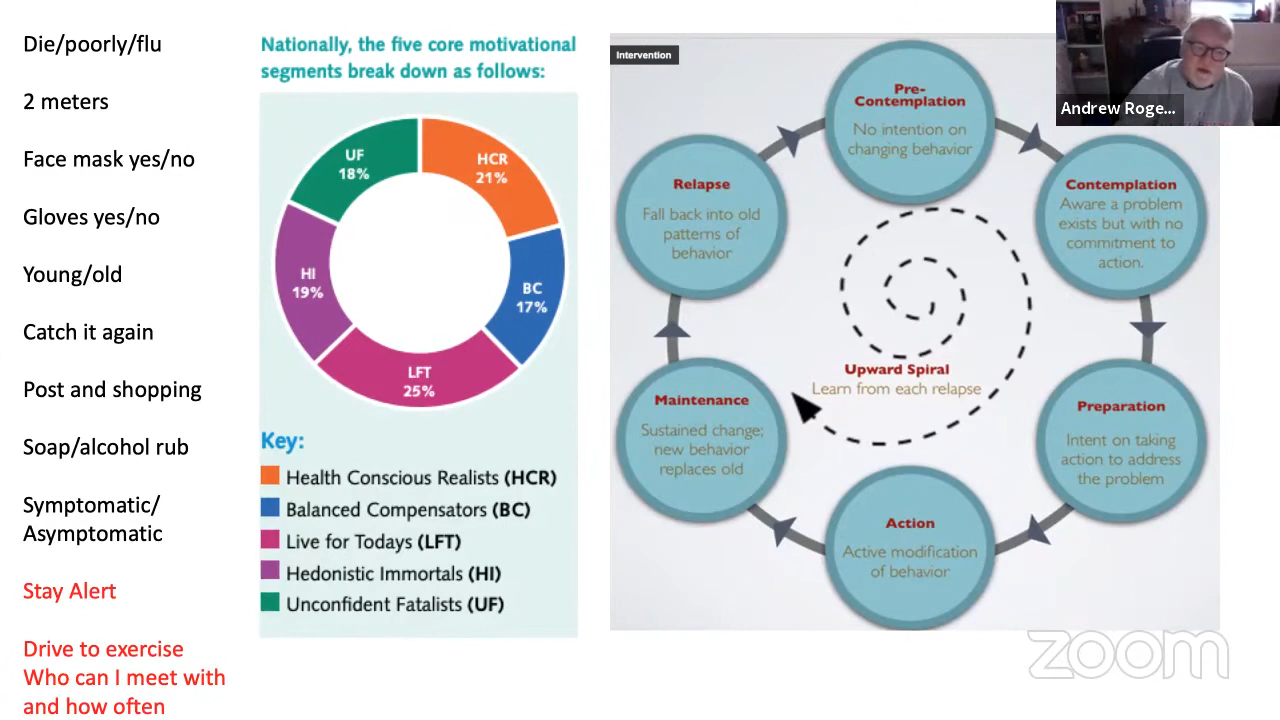 Die/poorly/flu
2 meters
Face mask yes/no
Gloves yes/no
Young/old
Catch it again
Post and shopping
Soap/alcohol rub
Symptomatic/
Asymptomatic
Stay Alert
Drive to exercise
Who can I meet with
and how often
Nationally, the five core motivational
segments break down as follows:
UF
18%
HCR
21%
HI
19%
BC
17%
LFT
25%
Key:
Health Conscious Realists (HCR)
Balanced Compensators (BC)
Live for Todays (LFT)
Hedonistic Immortals (HI)
Unconfident Fatalists (UF)
Intervention
Pre-
Contemplation
No intention on
changing behavior
Contemplation
Aware a problem
exists but with no
commitment to
action.
Preparation
Intent on taking
action to address
the problem
Action
Active modification
of behavior
Maintenance
Sustained change;
new behavior
replaces old
Relapse
Fall back into old
patterns of
behavior
Upward Spiral
Learn from each relapse
Andrew Roge...
zoom